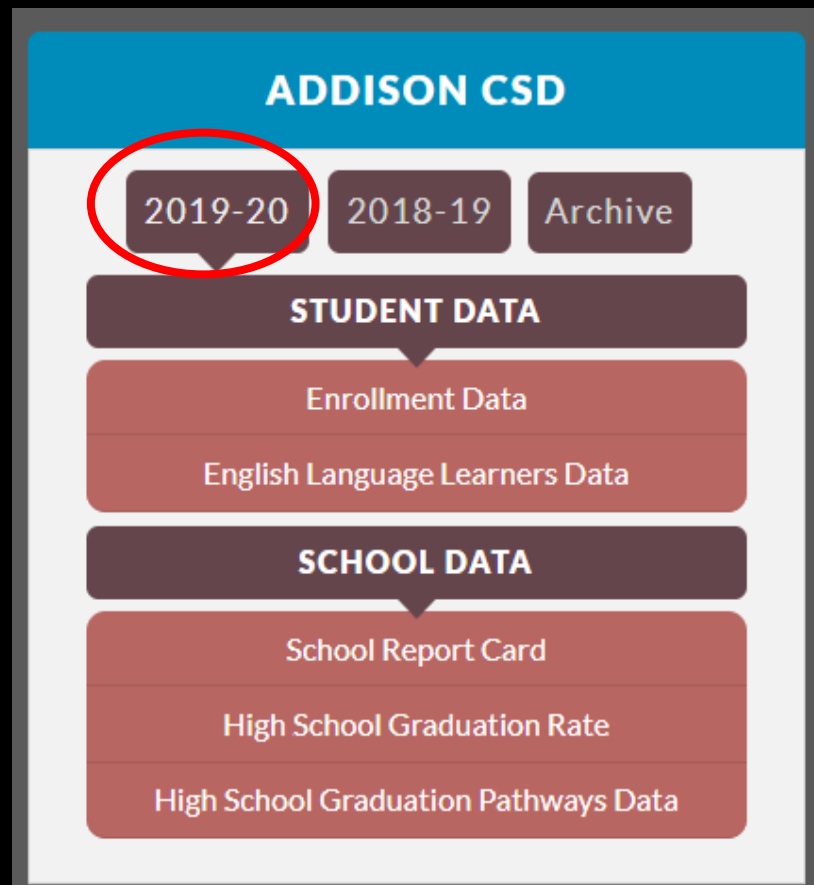 ADDISON CSD
2019-20 2018-19 Archive
STUDENT DATA
Enrollment Data
English Language Learners Data
SCHOOL DATA
School Report Card
High School Graduation Rate
High School Graduation Pathways Data